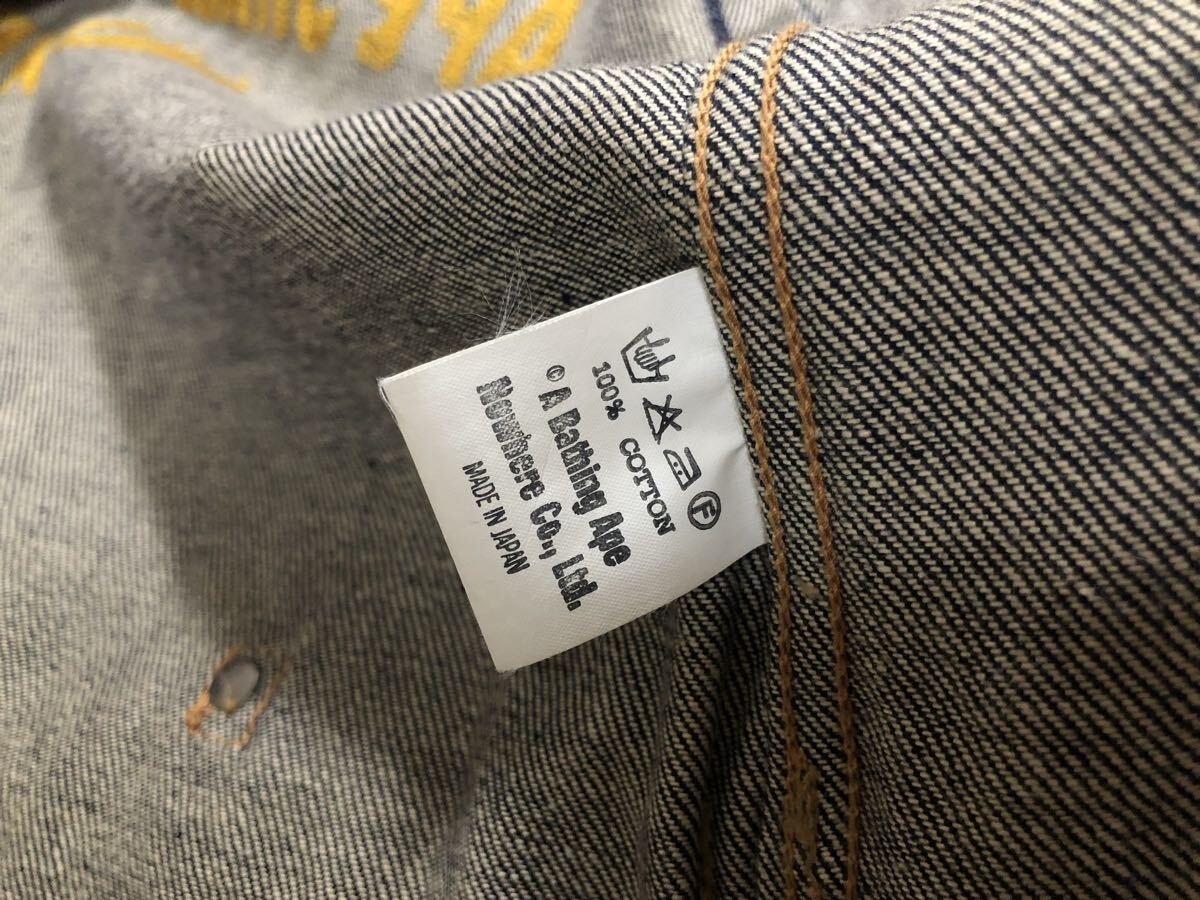 F
100% COTTON
© A Bathing Ape
Nowhere Co., Ltd.
MADE IN JAPAN